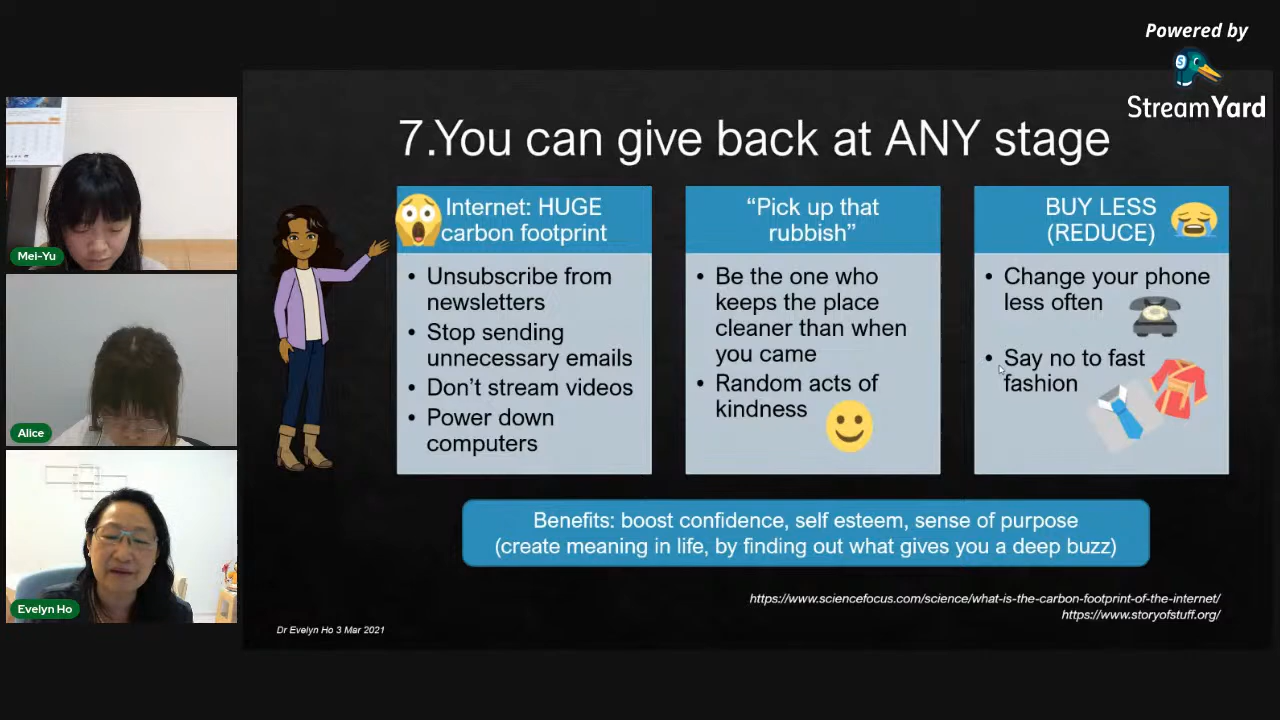 Powered by
StreamYard
7.You can give back at ANY stage
Internet: HUGE
carbon footprint
• Unsubscribe from
newsletters
• Stop sending
unnecessary emails
• Don't stream videos
• Power down
computers
“Pick up that
rubbish”
• Be the one who
keeps the place
cleaner than when
you came
• Random acts of
kindness
BUY LESS
(REDUCE)
• Change your phone
less often
• Say no to fast
fashion
Benefits: boost confidence, self esteem, sense of purpose
(create meaning in life, by finding out what gives you a deep buzz)
https://www.sciencefocus.com/science/what-is-the-carbon-footprint-of-the-internet/
https://www.storyofstuff.org/
Dr Evelyn Ho 3 Mar 2021
Mei-Yu
Alice
Evelyn Ho